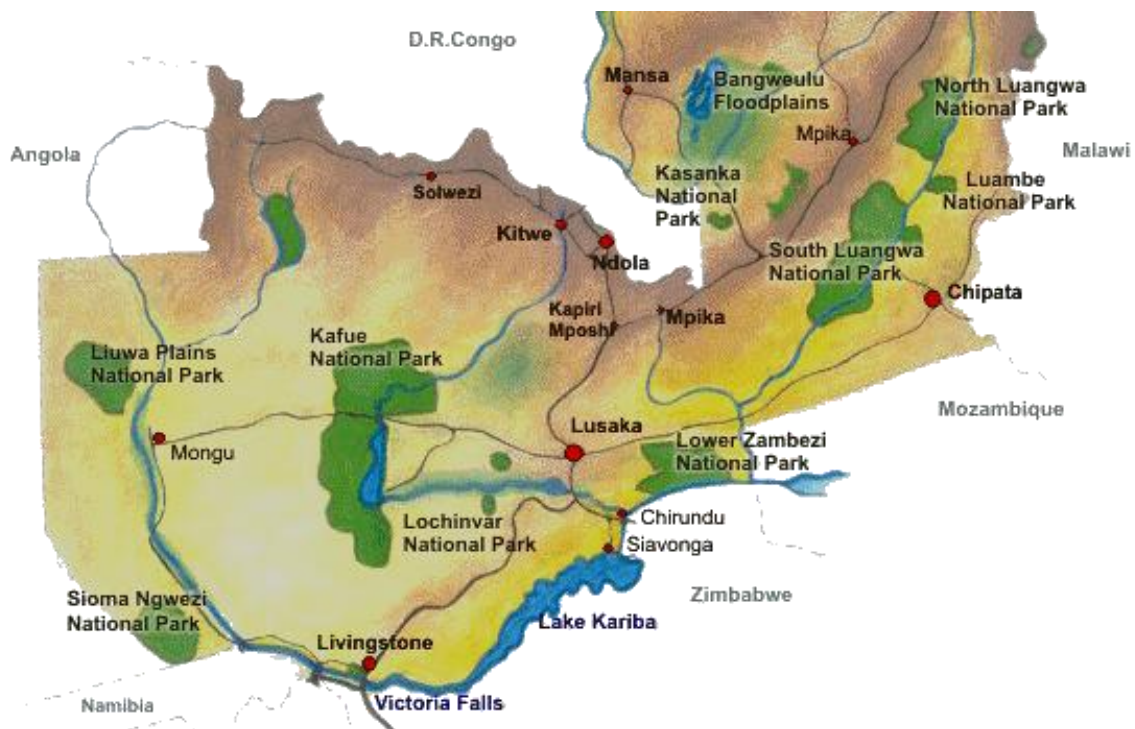 D.R.Congo
Mansa
Bangweulu
Floodplains
North Luangwa
National Park
Mpika
Malawi
Angola
Kasanka
National
Park
Luambe
National Park
Solwezi
Kitwe
Ndola
South Luangwa
National Park
Chipata
Kapiri
Mposhi
Mpika
Kafue
National Park
Liuwa Plains
National Park
Mozambique
Mongu
Lusaka
Lower Zambezi
National Park
Lochinvar
National Park
Chirundu
Siavonga
Zimbabwe
Sioma Ngwezi
National Park
Lake Kariba
Livingstone
Victoria Falls
Namibia